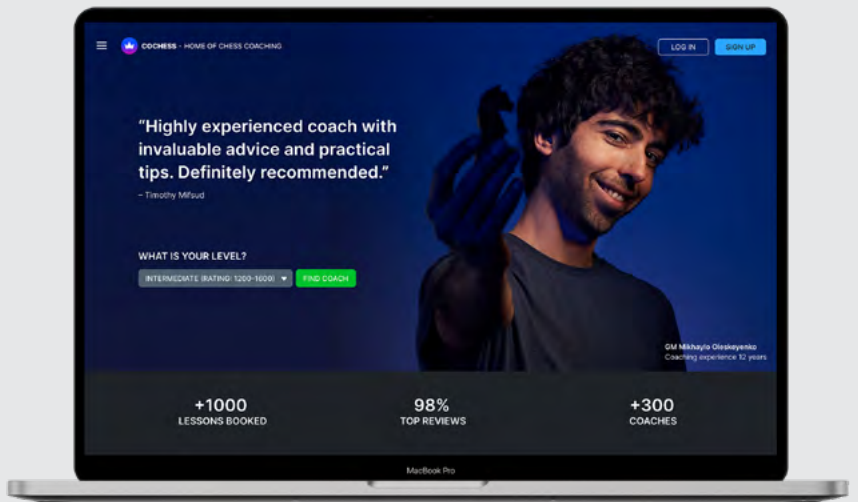 COCHESS - HOME OF CHESS COACHING
LOG IN
SIGN UP
“Highly experienced coach with
invaluable advice and practical
tips. Definitely recommended.”
– Timothy Mifsud
WHAT IS YOUR LEVEL?
INTERMEDIATE (RATING: 1200-1600)
FIND COACH
GM Mikhaylo Oleksiyenko
Coaching experience 12 years
+1000
LESSONS BOOKED
98%
TOP REVIEWS
+300
COACHES
MacBook Pro